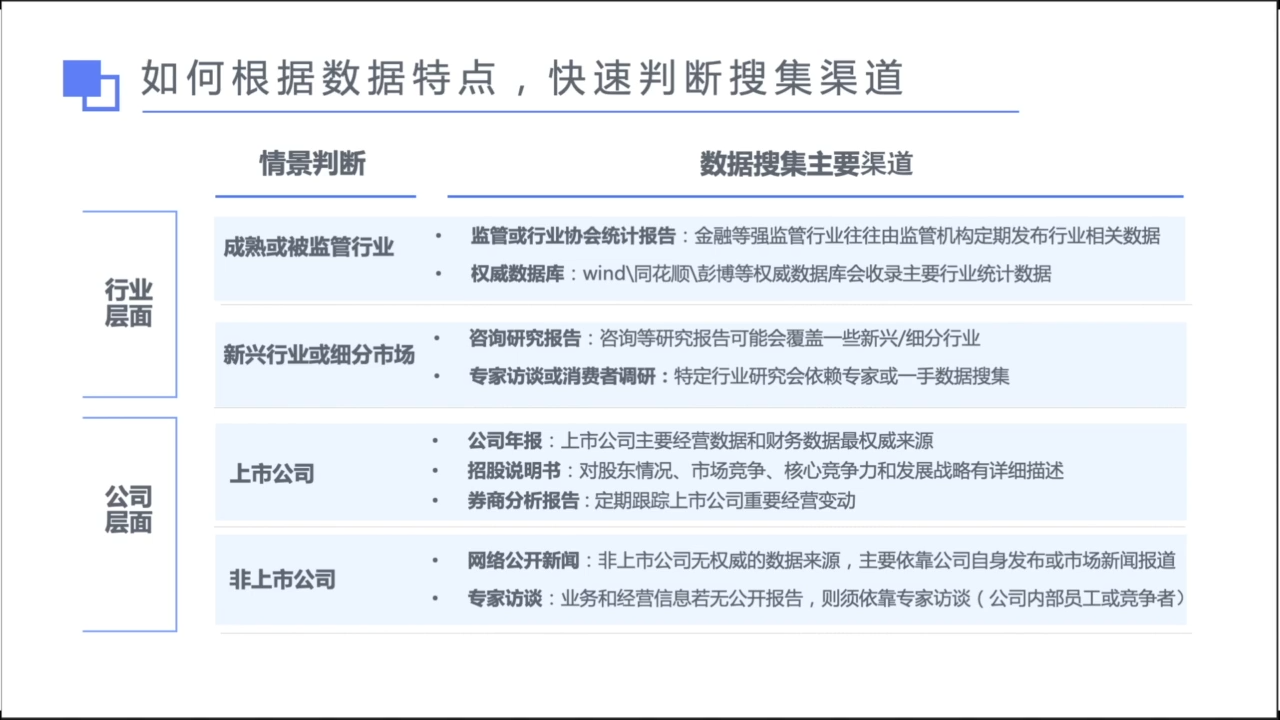 如何根据数据特点，快速判断搜集渠道
情景判断
数据搜集主要渠道
行业
层面
成熟或被监管行业
• 监管或行业协会统计报告：金融等强监管行业往往由监管机构定期发布行业相关数据
• 权威数据库：wind\同花顺\彭博等权威数据库会收录主要行业统计数据
新兴行业或细分市场
• 咨询研究报告：咨询等研究报告可能会覆盖一些新兴/细分行业
• 专家访谈或消费者调研：特定行业研究会依赖专家或一手数据搜集
公司
层面
上市公司
• 公司年报：上市公司主要经营数据和财务数据最权威来源
• 招股说明书：对股东情况、市场竞争、核心竞争力和发展战略有详细描述
• 券商分析报告：定期跟踪上市公司重要经营变动
非上市公司
• 网络公开新闻：非上市公司无权威的数据来源，主要依靠公司自身发布或市场新闻报道
• 专家访谈：业务和经营信息若无公开报告，则须依靠专家访谈（公司内部员工或竞争者）